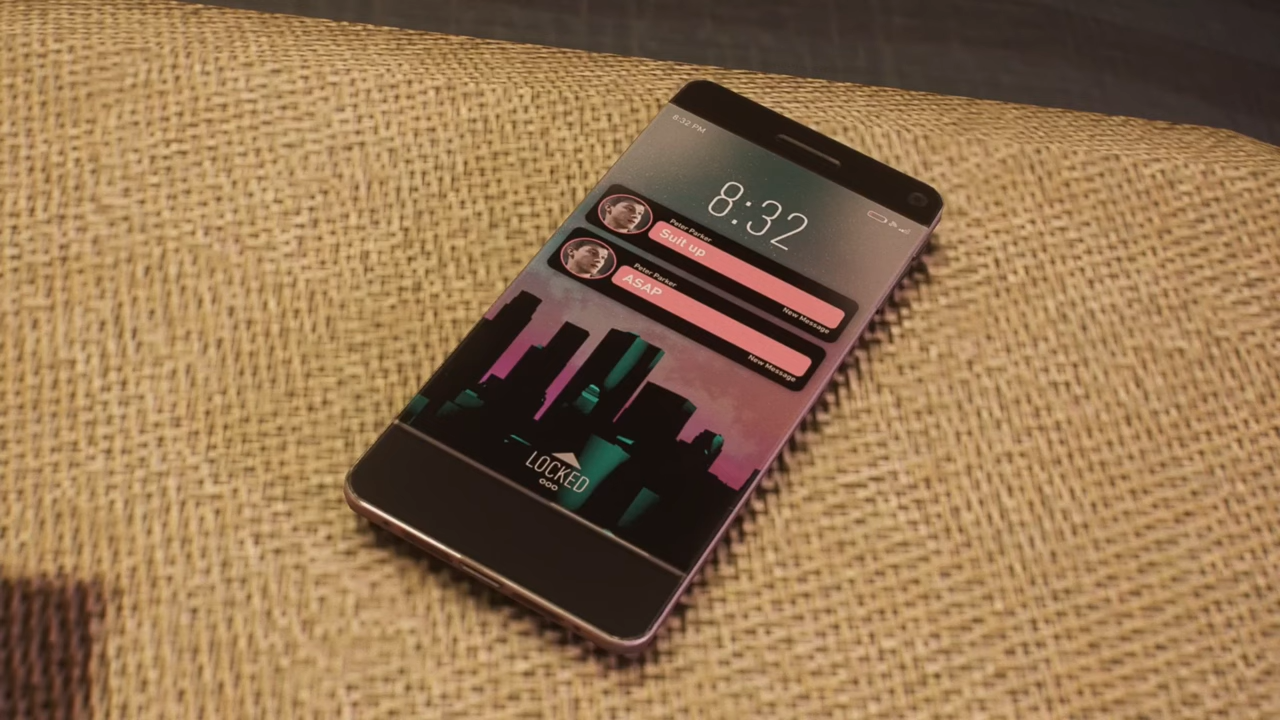 8:32 PM
8:32
Peter Parker
Suit up
New Message
Peter Parker
ASAP
New Message
LOCKED